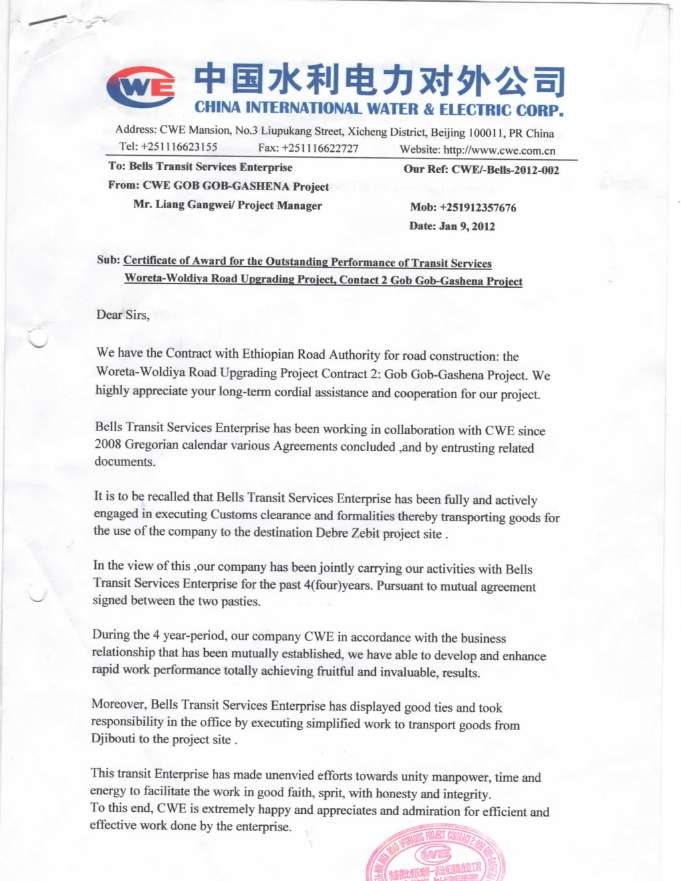 CWE 中国水利电力对外公司
CHINA INTERNATIONAL WATER & ELECTRIC CORP.
Address: CWE Mansion, No.3 Liupukang Street, Xicheng District, Beijing 100011, PR China
Tel: +251116623155 Fax: +251116622727 Website: http://www.cwe.com.cn
To: Bells Transit Services Enterprise Our Ref: CWE/-Bells-2012-002
From: CWE GOB GOB-GASHENA Project
Mr. Liang Gangwei/ Project Manager Mob: +251912357676
Date: Jan 9, 2012
Sub: Certificate of Award for the Outstanding Performance of Transit Services
Woreta-Woldiya Road Upgrading Project, Contact 2 Gob Gob-Gashena Project
Dear Sirs,
We have the Contract with Ethiopian Road Authority for road construction: the
Woreta-Woldiya Road Upgrading Project Contract 2: Gob Gob-Gashena Project. We
highly appreciate your long-term cordial assistance and cooperation for our project.
Bells Transit Services Enterprise has been working in collaboration with CWE since
2008 Gregorian calendar various Agreements concluded ,and by entrusting related
documents.
It is to be recalled that Bells Transit Services Enterprise has been fully and actively
engaged in executing Customs clearance and formalities thereby transporting goods for
the use of the company to the destination Debre Zebit project site .
In the view of this ,our company has been jointly carrying our activities with Bells
Transit Services Enterprise for the past 4(four)years. Pursuant to mutual agreement
signed between the two pasties.
During the 4 year-period, our company CWE in accordance with the business
relationship that has been mutually established, we have able to develop and enhance
rapid work performance totally achieving fruitful and invaluable, results.
Moreover, Bells Transit Services Enterprise has displayed good ties and took
responsibility in the office by executing simplified work to transport goods from
Djibouti to the project site .
This transit Enterprise has made unenvied efforts towards unity manpower, time and
energy to facilitate the work in good faith, sprit, with honesty and integrity.
To this end, CWE is extremely happy and appreciates and admiration for efficient and
effective work done by the enterprise.
CWE